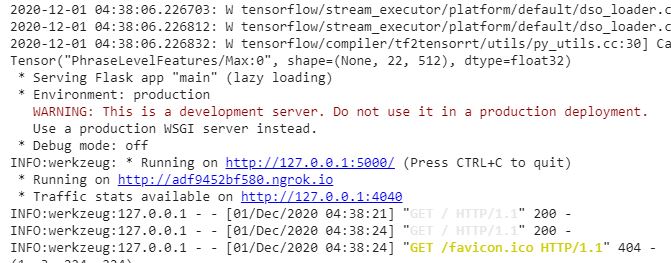 2020-12-01 04:38:06.226703: W tensorflow/stream_executor/platform/default/dso_loader.c
2020-12-01 04:38:06.226812: W tensorflow/stream_executor/platform/default/dso_loader.c
2020-12-01 04:38:06.226832: W tensorflow/compiler/tf2tensorrt/utils/py_utils.cc:30] Ca
Tensor("PhraseLevelFeatures/Max:0", shape=(None, 22, 512), dtype=float32)
* Serving Flask app "main" (lazy loading)
* Environment: production
WARNING: This is a development server. Do not use it in a production deployment.
Use a production WSGI server instead.
* Debug mode: off
INFO:werkzeug: * Running on http://127.0.0.1:5000/ (Press CTRL+C to quit)
* Running on http://adf9452bf580.ngrok.io
* Traffic stats available on http://127.0.0.1:4040
INFO:werkzeug:127.0.0.1 - - [01/Dec/2020 04:38:21] "GET / HTTP/1.1" 200 -
INFO:werkzeug:127.0.0.1 - - [01/Dec/2020 04:38:24] "GET / HTTP/1.1" 200 -
INFO:werkzeug:127.0.0.1 - - [01/Dec/2020 04:38:24] "GET /favicon.ico HTTP/1.1" 404 -
(1, 3, 224, 224)